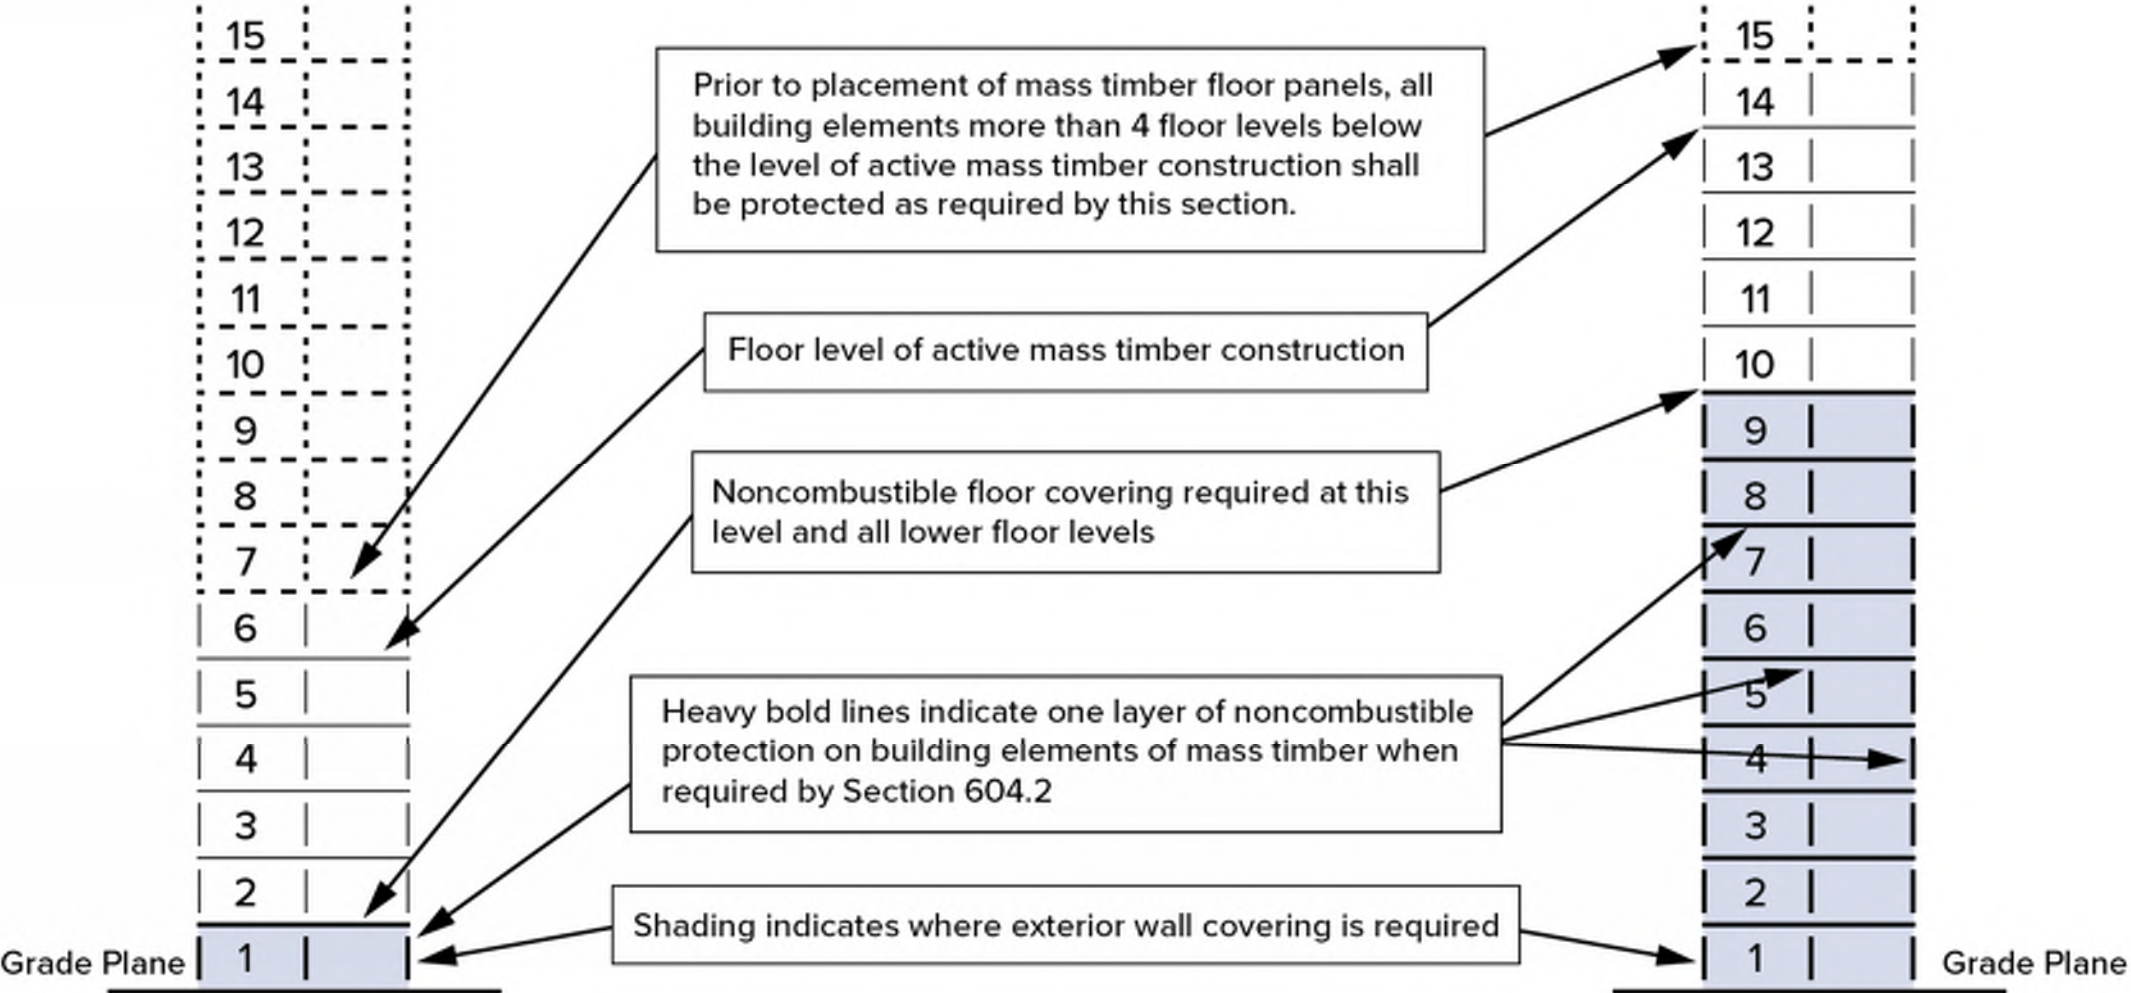 15
14
13
12
11
10
9
8
7
6
5
4
3
2
1
Grade Plane
Prior to placement of mass timber floor panels, all
building elements more than 4 floor levels below
the level of active mass timber construction shall
be protected as required by this section.
Floor level of active mass timber construction
Noncombustible floor covering required at this
level and all lower floor levels
Heavy bold lines indicate one layer of noncombustible
protection on building elements of mass timber when
required by Section 604.2
Shading indicates where exterior wall covering is required
15
14
13
12
11
10
9
8
7
6
5
4
3
2
1
Grade Plane